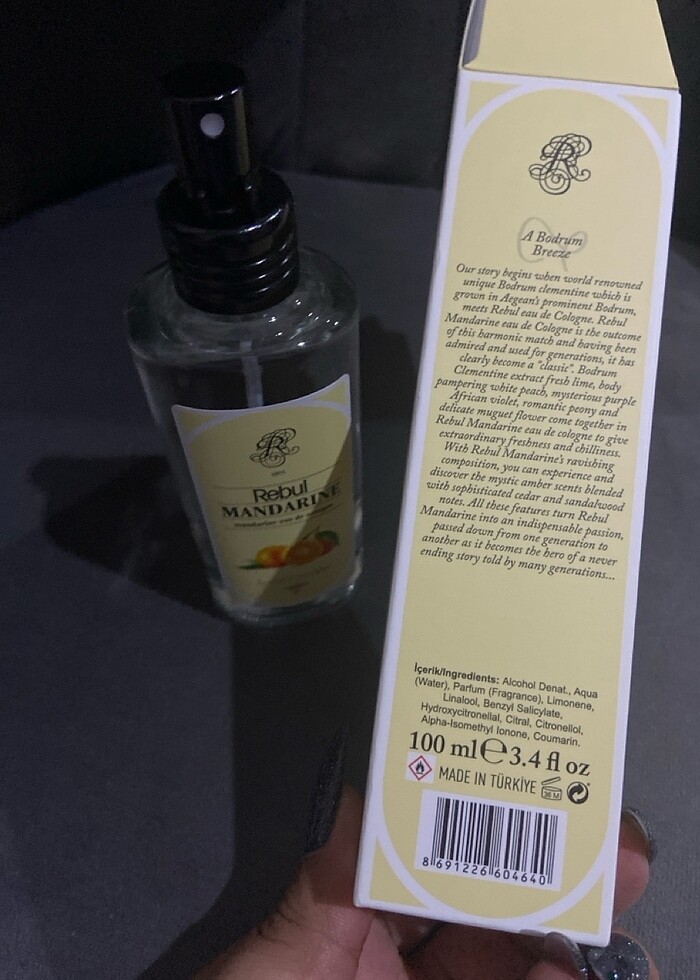 R
A Bodrum
Breeze
Our story begins when world renowned
unique Bodrum clementine which is
grown in Aegean's prominent Bodrum,
meets Rebul eau de Cologne. Rebul
Mandarine eau de Cologne is the outcome
of this harmonic match and having been
admired and used for generations, it has
clearly become a "classic". Bodrum
Clementine extract fresh lime, body
pampering white peach, mysterious purple
African violet, romantic peony and
delicate muguet flower come together in
Rebul Mandarine eau de cologne to give
extraordinary freshness and chilliness.
With Rebul Mandarine's ravishing
composition, you can experience and
discover the mystic amber scents blended
with sophisticated cedar and sandalwood
notes. All these features turn Rebul
Mandarine into an indispensable passion,
passed down from one generation to
another as it becomes the hero of a never
ending story told by many generations...
İçerik/Ingredients: Alcohol Denat., Aqua
(Water), Parfum (Fragrance), Limonene,
Linalool, Benzyl Salicylate,
Hydroxycitronellal, Citral, Citronellol,
Alpha-Isomethyl Ionone, Coumarin.
100 ml ℮ 3.4 fl oz
MADE IN TÜRKİYE 36 M
8 691226 604640
R
Rebul
MANDARINE
mandarine eau de cologne